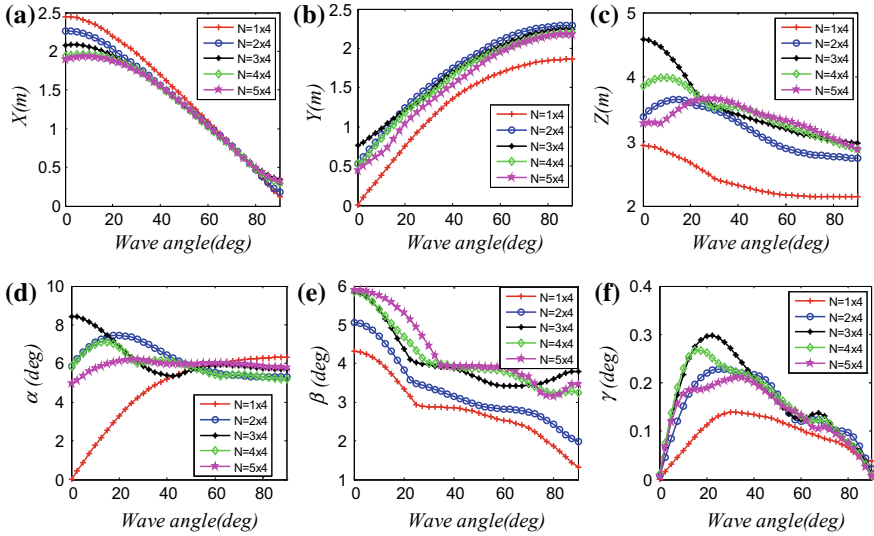 (a)
X(m)
2.5
2
1.5
1
0.5
0
0 20 40 60 80
Wave angle(deg)
N=1x4
N=2x4
N=3x4
N=4x4
N=5x4
(b)
Y(m)
2.5
2
1.5
1
0.5
0
0 20 40 60 80
Wave angle(deg)
N=1x4
N=2x4
N=3x4
N=4x4
N=5x4
(c)
Z(m)
5
4
3
2
0 20 40 60 80
Wave angle(deg)
N=1x4
N=2x4
N=3x4
N=4x4
N=5x4
(d)
α (deg)
10
8
6
4
2
0
0 20 40 60 80
Wave angle(deg)
N=1x4
N=2x4
N=3x4
N=4x4
N=5x4
(e)
β (deg)
6
5
4
3
2
1
0 20 40 60 80
Wave angle(deg)
N=1x4
N=2x4
N=3x4
N=4x4
N=5x4
(f)
γ (deg)
0.4
0.3
0.2
0.1
0
0 20 40 60 80
Wave angle(deg)
N=1x4
N=2x4
N=3x4
N=4x4
N=5x4